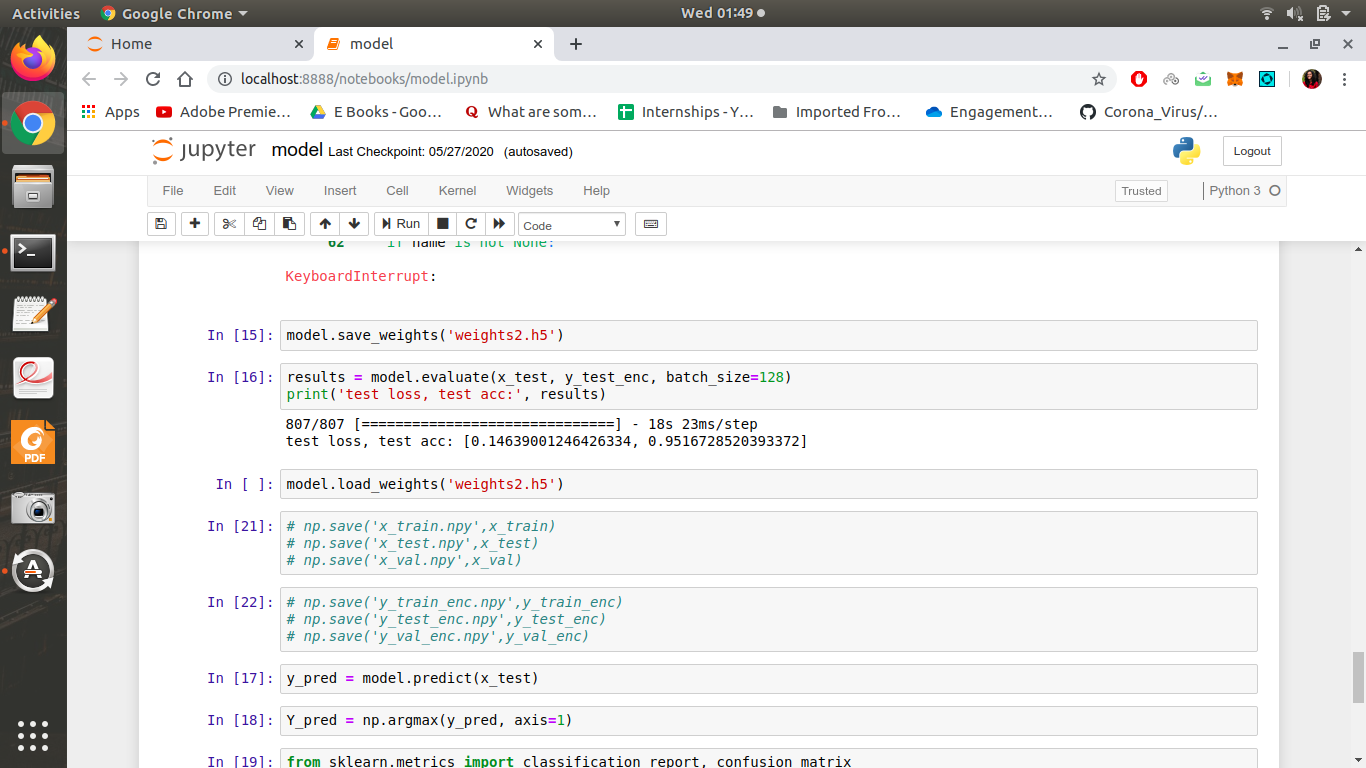 Activities Google Chrome Wed 01:49
Home model
localhost:8888/notebooks/model.ipynb
Apps Adobe Premie... E Books - Goo... What are som... Internships - Y... Imported Fro... Engagement... Corona_Virus/...
jupyter model Last Checkpoint: 05/27/2020 (autosaved) Logout
File Edit View Insert Cell Kernel Widgets Help Trusted Python 3
Run Code
62 if name is not None:
KeyboardInterrupt:
In [15]: model.save_weights('weights2.h5')
In [16]: results = model.evaluate(x_test, y_test_enc, batch_size=128)
print('test loss, test acc:', results)
807/807 [==============================] - 18s 23ms/step
test loss, test acc: [0.14639001246426334, 0.9516728520393372]
In [ ]: model.load_weights('weights2.h5')
In [21]: # np.save('x_train.npy',x_train)
# np.save('x_test.npy',x_test)
# np.save('x_val.npy',x_val)
In [22]: # np.save('y_train_enc.npy',y_train_enc)
# np.save('y_test_enc.npy',y_test_enc)
# np.save('y_val_enc.npy',y_val_enc)
In [17]: y_pred = model.predict(x_test)
In [18]: Y_pred = np.argmax(y_pred, axis=1)
In [19]: from sklearn.metrics import classification_report, confusion_matrix
PDF